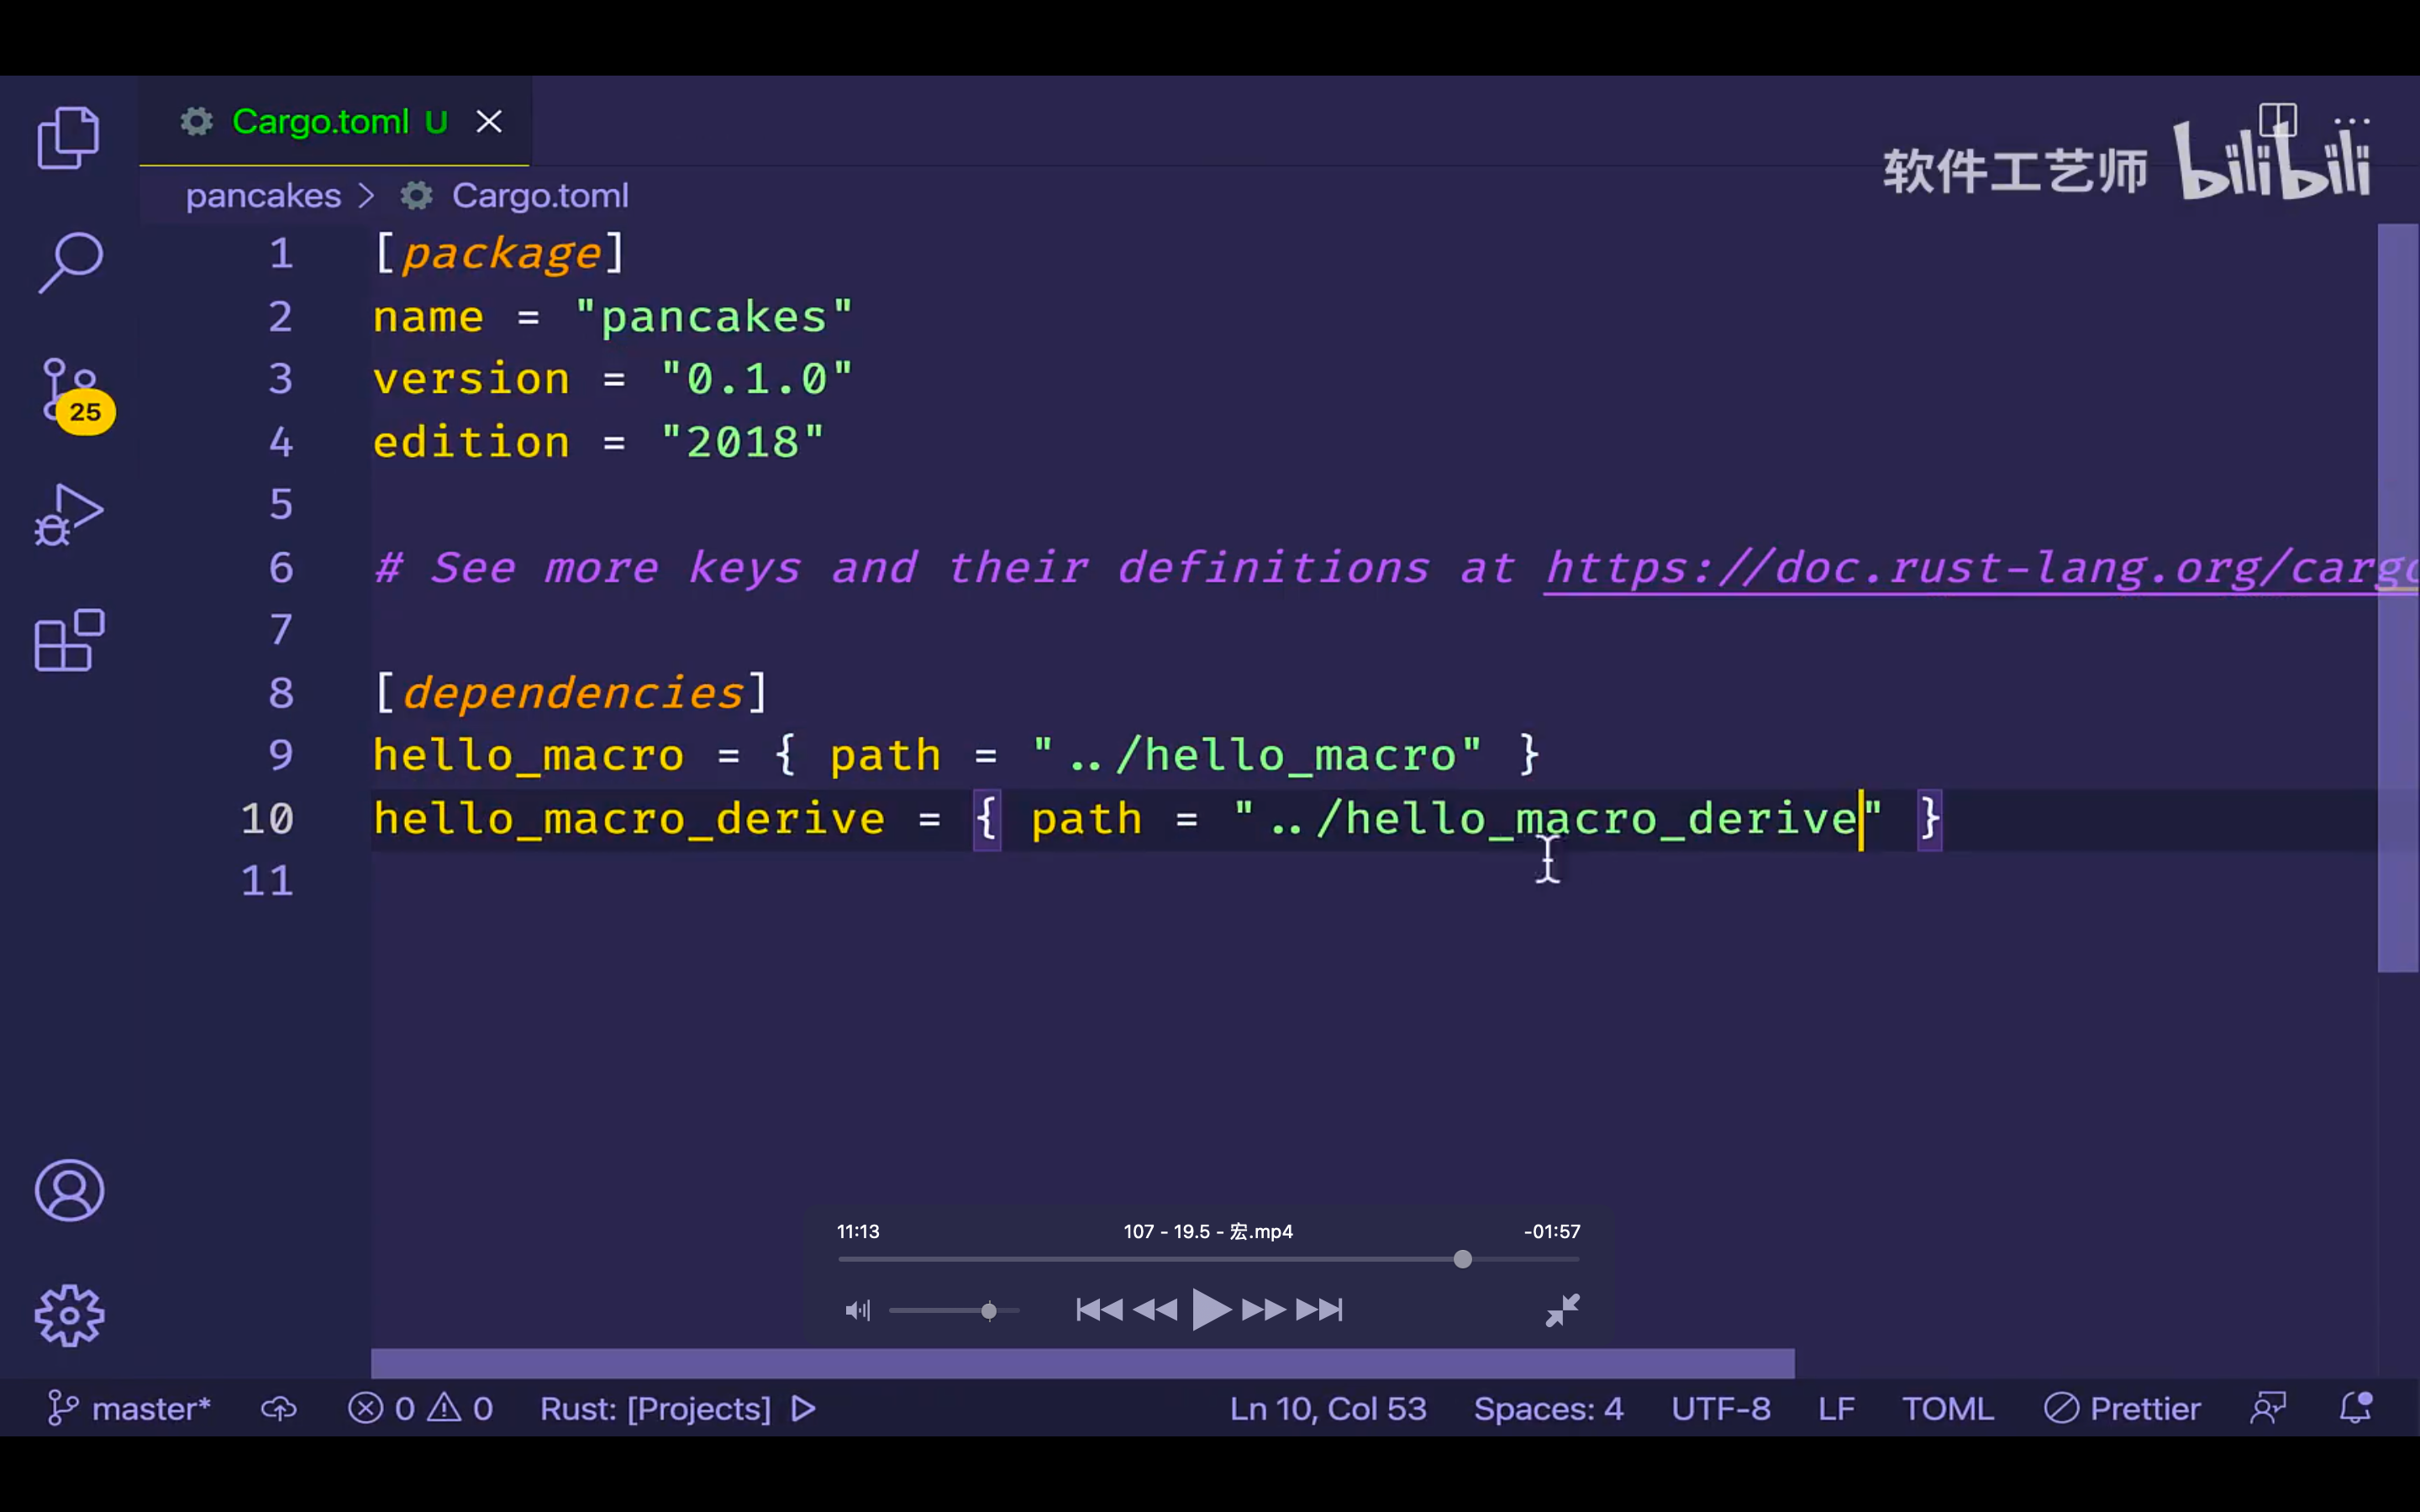 Cargo.toml U
软件工艺师 bilibili
pancakes > Cargo.toml
1 [package]
2 name = "pancakes"
3 version = "0.1.0"
4 edition = "2018"
5
6 # See more keys and their definitions at https://doc.rust-lang.org/cargo
7
8 [dependencies]
9 hello_macro = { path = "../hello_macro" }
10 hello_macro_derive = { path = "../hello_macro_derive" }
11
25
11:13 107 - 19.5 - 宏.mp4 -01:57
master* 0 0 Rust: [Projects] Ln 10, Col 53 Spaces: 4 UTF-8 LF TOML Prettier